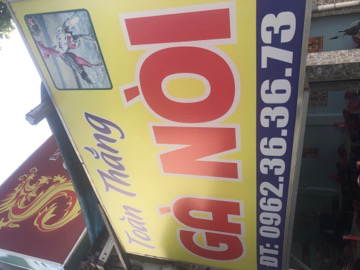 Toàn Thắng
GÀ NÒI
ĐT: 0962.36.36.73